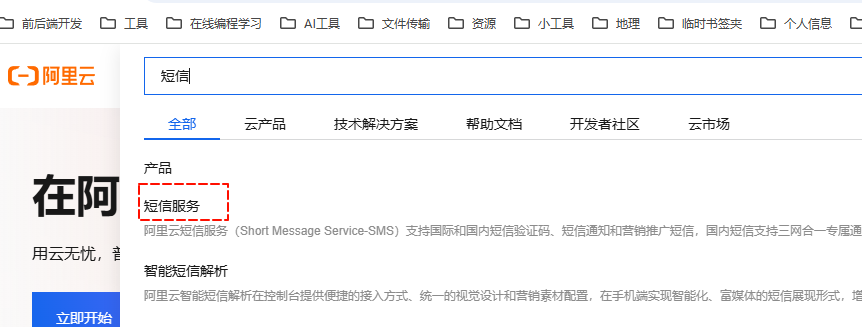 前后端开发 工具 在线编程学习 AI工具 文件传输 资源 小工具 地理 临时书签夹 个人信息
阿里云
短信
全部 云产品 技术解决方案 帮助文档 开发者社区 云市场
产品
在阿
短信服务
阿里云短信服务（Short Message Service-SMS）支持国际和国内短信验证码、短信通知和营销推广短信，国内短信支持三网合一专属通
用云无忧，
智能短信解析
阿里云智能短信解析在控制台提供便捷的接入方式、统一的视觉设计和营销素材配置，在手机端实现智能化、富媒体的短信展现形式，
立即开始